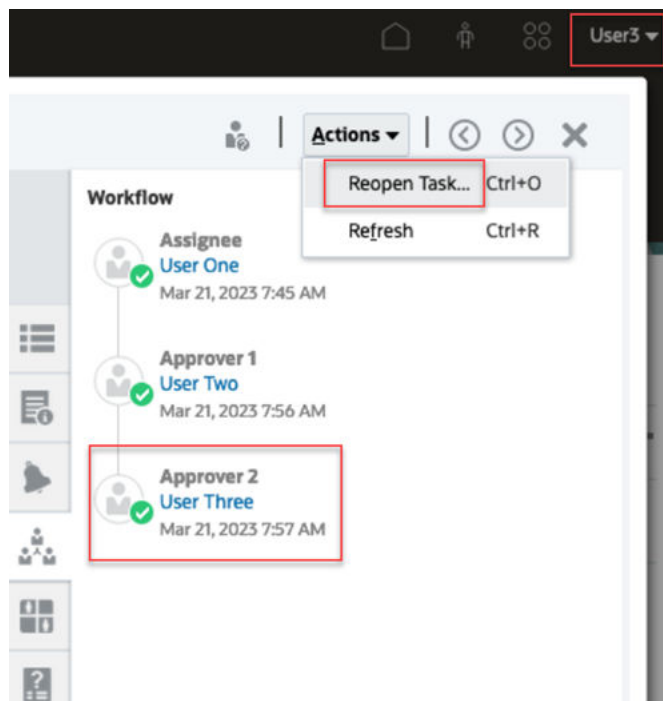 User3
Actions
Reopen Task... Ctrl+O
Refresh Ctrl+R
Workflow
Assignee
User One
Mar 21, 2023 7:45 AM
Approver 1
User Two
Mar 21, 2023 7:56 AM
Approver 2
User Three
Mar 21, 2023 7:57 AM